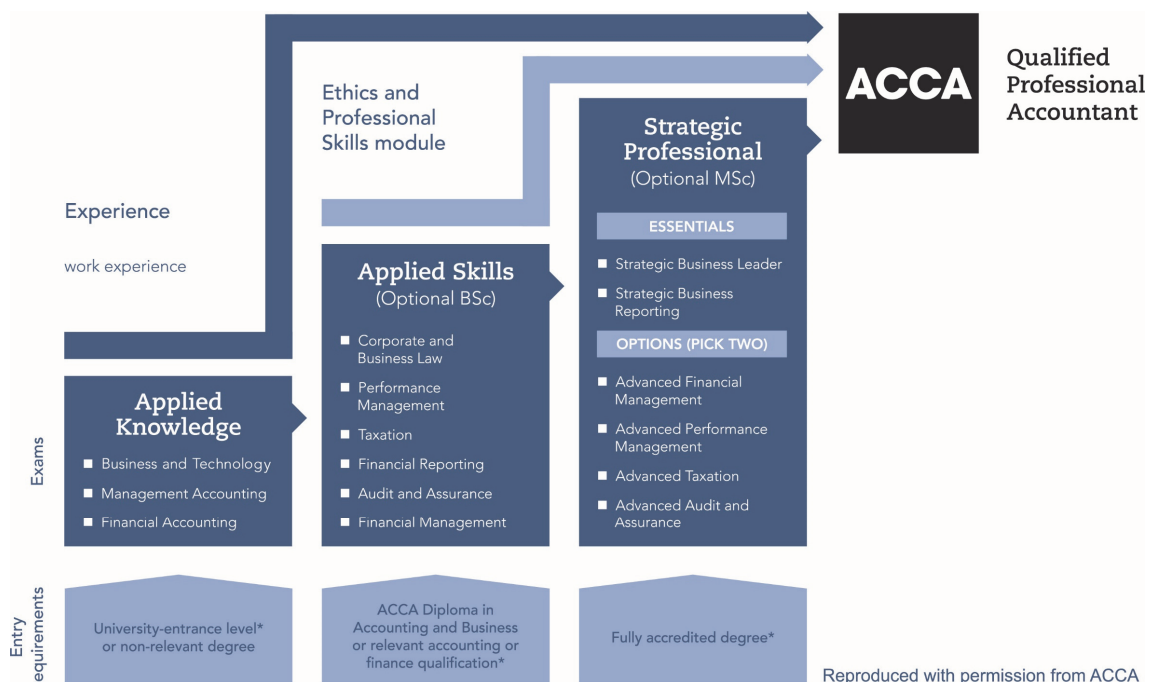 ACCA
Qualified
Professional
Accountant
Ethics and
Professional
Skills module
Experience
work experience
Exams
Applied
Knowledge
Business and Technology
Management Accounting
Financial Accounting
Applied Skills
(Optional BSc)
Corporate and
Business Law
Performance
Management
Taxation
Financial Reporting
Audit and Assurance
Financial Management
Strategic
Professional
(Optional MSc)
ESSENTIALS
Strategic Business Leader
Strategic Business
Reporting
OPTIONS (PICK TWO)
Advanced Financial
Management
Advanced Performance
Management
Advanced Taxation
Advanced Audit and
Assurance
Entry
equirements
University-entrance level*
or non-relevant degree
ACCA Diploma in
Accounting and Business
or relevant accounting or
finance qualification*
Fully accredited degree*
Reproduced with permission from ACCA